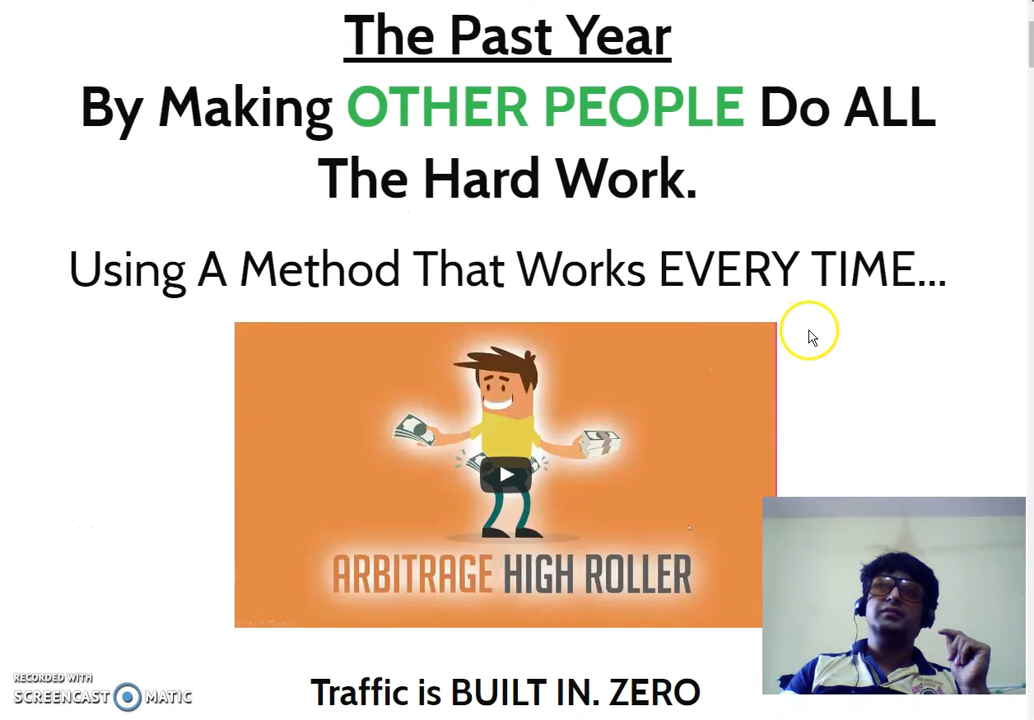 The Past Year
By Making OTHER PEOPLE Do ALL
The Hard Work.
Using A Method That Works EVERY TIME...
ARBITRAGE HIGH ROLLER
Traffic is BUILT IN. ZERO
RECORDED WITH
SCREENCAST MATIC